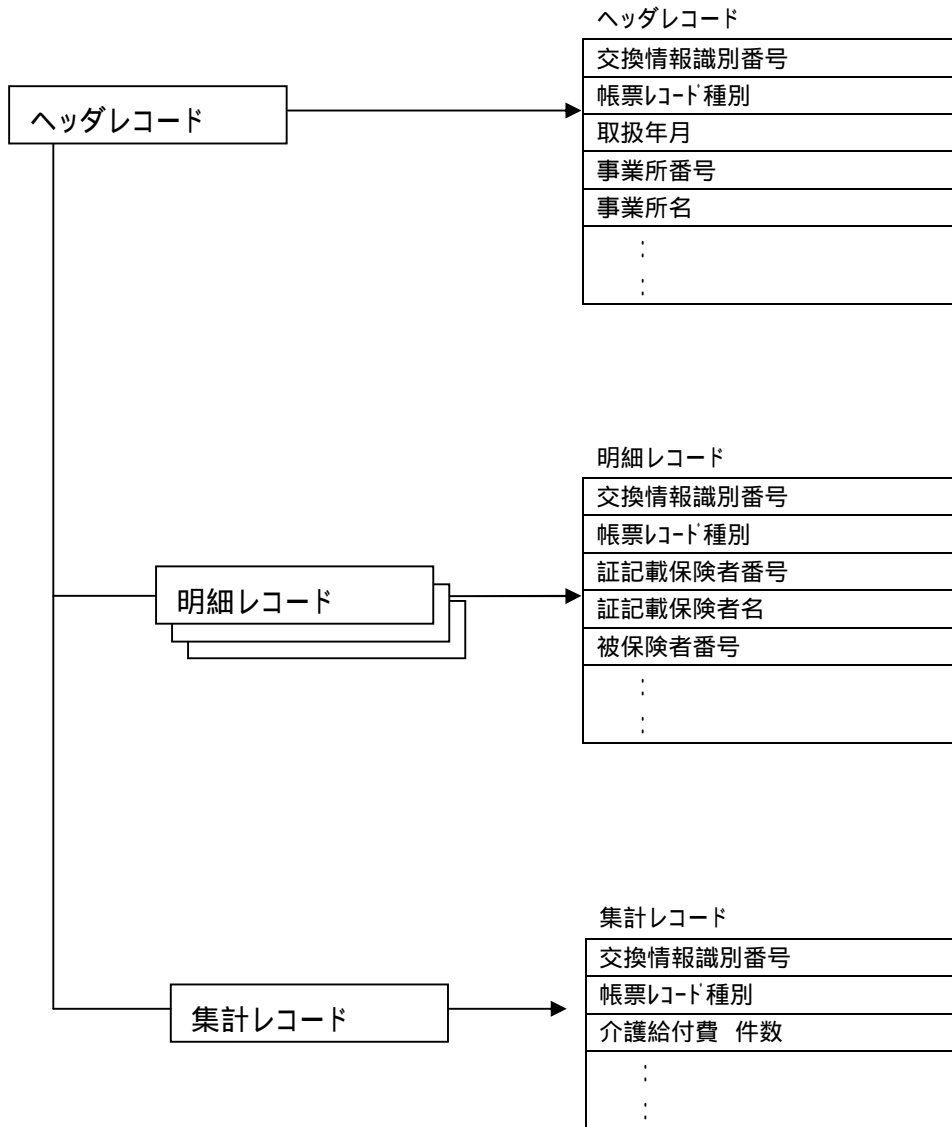 ヘッダレコード
交換情報識別番号
帳票ﾚｺｰﾄﾞ種別
取扱年月
事業所番号
事業所名
:
:
ヘッダレコード
明細レコード
交換情報識別番号
帳票ﾚｺｰﾄﾞ種別
証記載保険者番号
証記載保険者名
被保険者番号
:
:
明細レコード
集計レコード
交換情報識別番号
帳票ﾚｺｰﾄﾞ種別
介護給付費 件数
:
:
集計レコード